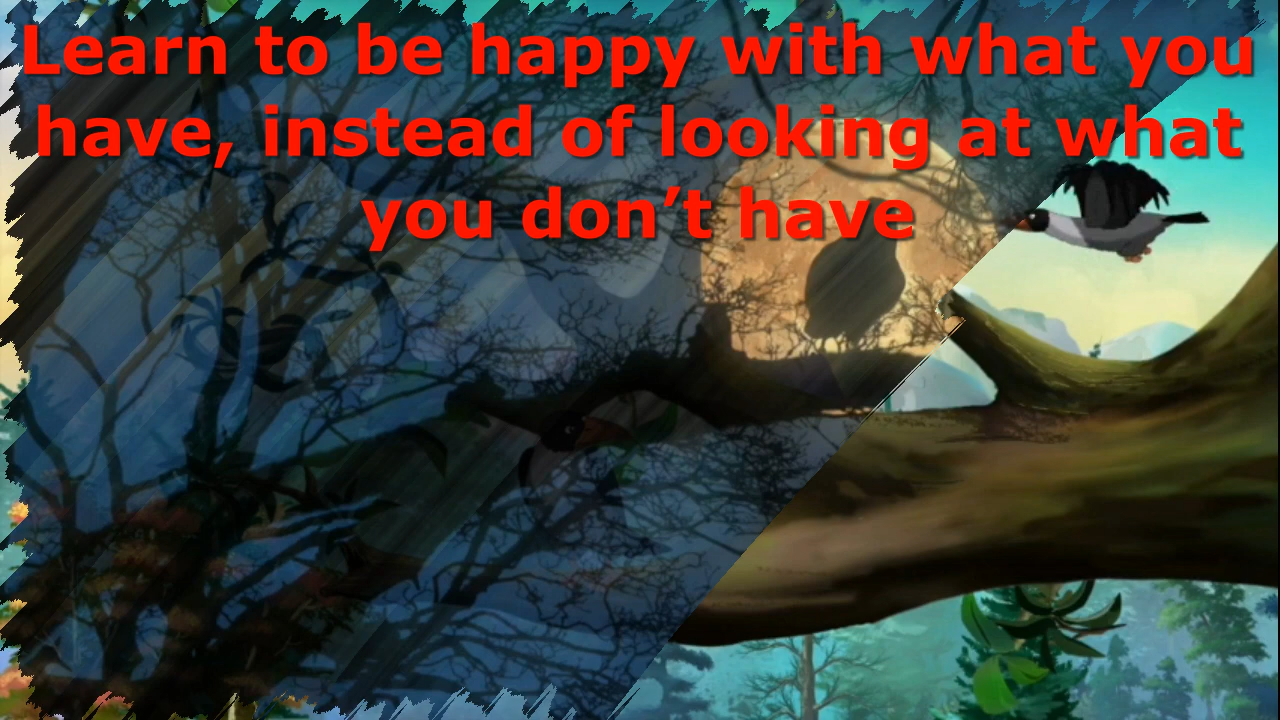 Learn to be happy with what you
have, instead of looking at what
you don’t have